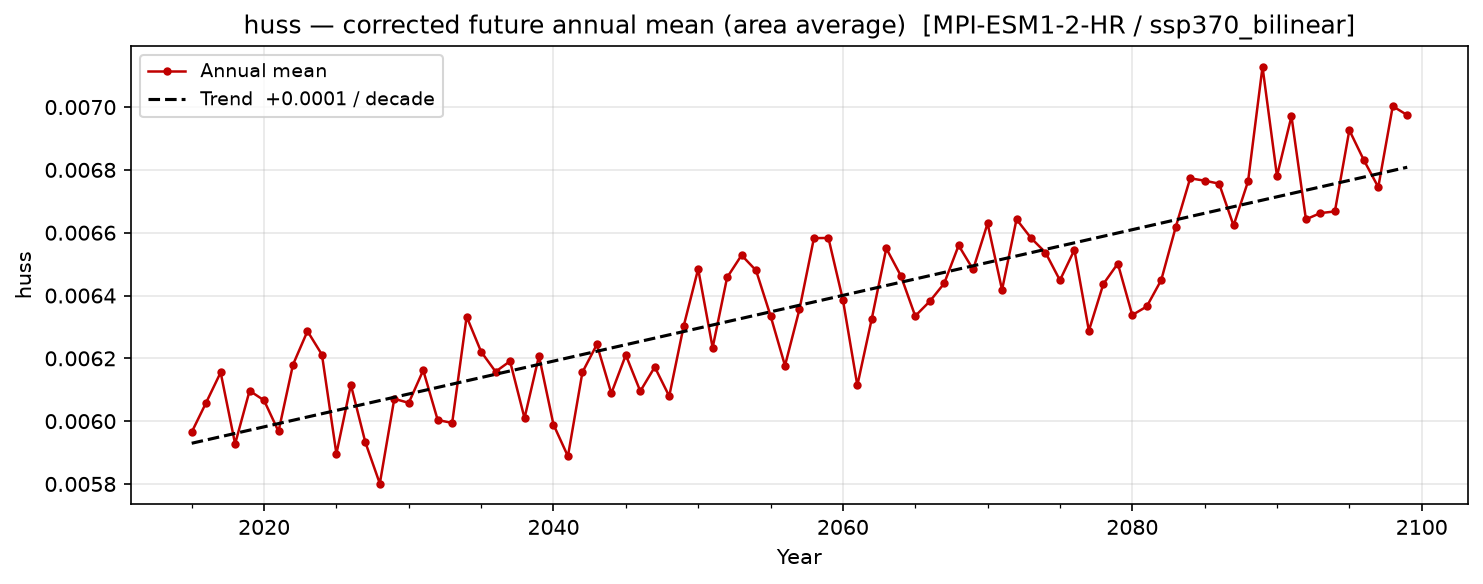 huss — corrected future annual mean (area average)  [MPI-ESM1-2-HR / ssp370_bilinear]
Annual mean
Trend  +0.0001 / decade
0.0070
0.0068
0.0066
0.0064
0.0062
0.0060
0.0058
huss
2020
2040
2060
2080
2100
Year